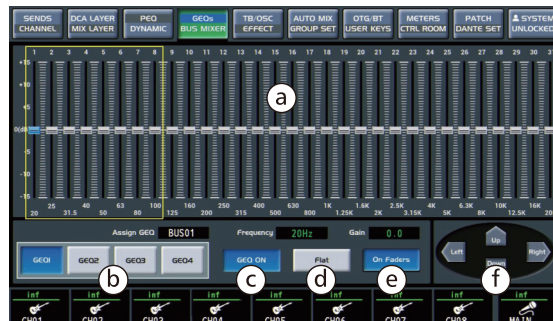 SENDS DCA LAYER PEQ GEQs TB/OSC AUTO MIX OTG/BT METERS PATCH SYSTEM
CHANNEL MIX LAYER DYNAMIC BUS MIXER EFFECT GROUP SET USER KEYS CTRL ROOM DANTE SET UNLOCKED
1 2 3 4 5 6 7 8 9 10 11 12 13 14 15 16 17 18 19 20 21 22 23 24 25 26 27 28 29 30 31
+15
+10
+5
a
0(dB)
-5
-10
-15
25 40 63 100 160 250 400 630 1K 1.6K 2.5K 4K 6.3K 10K 16K
20 31.5 50 80 125 200 315 500 800 1.25K 2K 3.15K 5K 8K 12.5K 20
Assign GEQ BUS01 Frequency 20Hz Gain 0.0
Up
GEQ1 GEQ2 GEQ3 GEQ4 GEQ ON Flat On Faders Left Right
Down
b c d e f
inf inf inf inf inf inf inf inf inf
CH01 CH02 CH03 CH04 CH05 CH06 CH07 CH08 MAIN